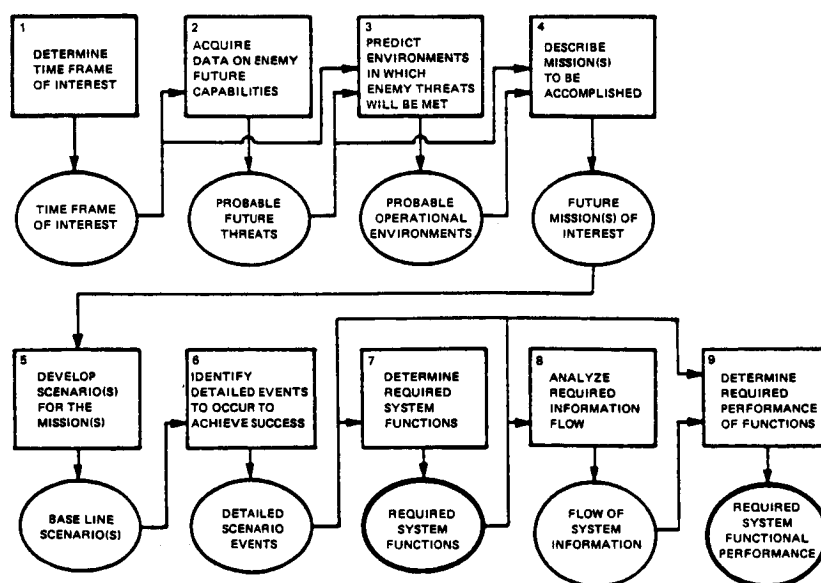 1
DETERMINE
TIME FRAME
OF INTEREST
2
ACQUIRE
DATA ON ENEMY
FUTURE
CAPABILITIES
3
PREDICT
ENVIRONMENTS
IN WHICH
ENEMY THREATS
WILL BE MET
4
DESCRIBE
MISSION(S)
TO BE
ACCOMPLISHED
TIME FRAME
OF INTEREST
PROBABLE
FUTURE
THREATS
PROBABLE
OPERATIONAL
ENVIRONMENTS
FUTURE
MISSION(S) OF
INTEREST
5
DEVELOP
SCENARIO(S)
FOR THE
MISSION(S)
6
IDENTIFY
DETAILED EVENTS
TO OCCUR TO
ACHIEVE SUCCESS
7
DETERMINE
REQUIRED
SYSTEM
FUNCTIONS
8
ANALYZE
REQUIRED
INFORMATION
FLOW
9
DETERMINE
REQUIRED
PERFORMANCE
OF FUNCTIONS
BASE LINE
SCENARIO(S)
DETAILED
SCENARIO
EVENTS
REQUIRED
SYSTEM
FUNCTIONS
FLOW OF
SYSTEM
INFORMATION
REQUIRED
SYSTEM
FUNCTIONAL
PERFORMANCE